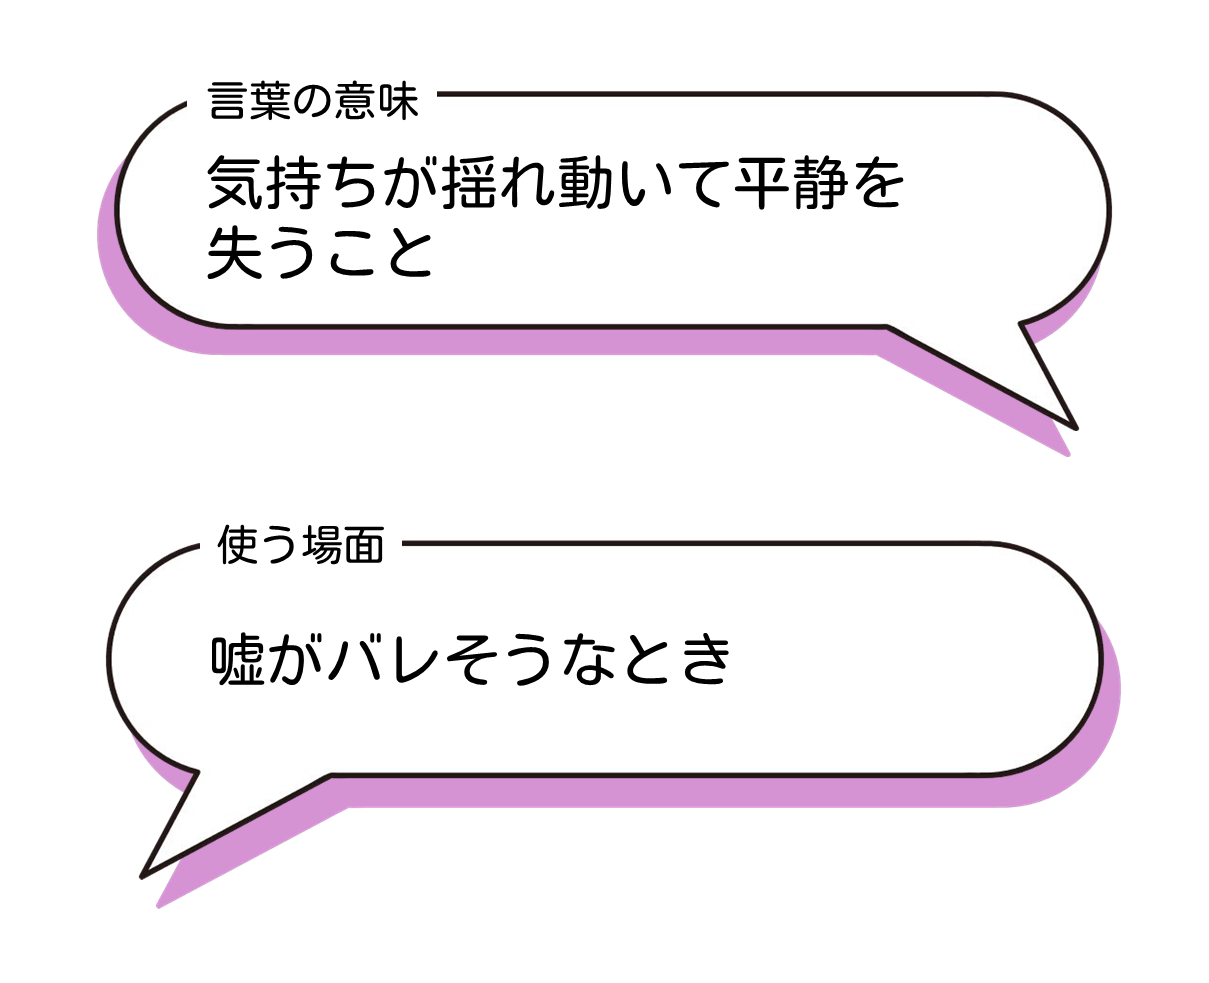 言葉の意味
気持ちが揺れ動いて平静を
失うこと
使う場面
嘘がバレそうなとき